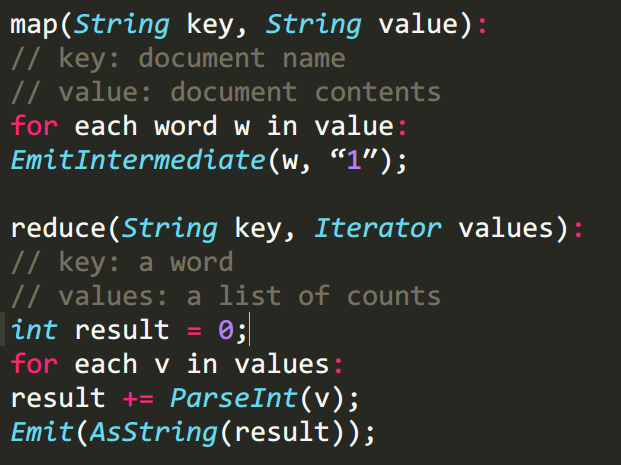 map(String key, String value):
// key: document name
// value: document contents
for each word w in value:
EmitIntermediate(w, “1”);
reduce(String key, Iterator values):
// key: a word
// values: a list of counts
int result = 0;
for each v in values:
result += ParseInt(v);
Emit(AsString(result));